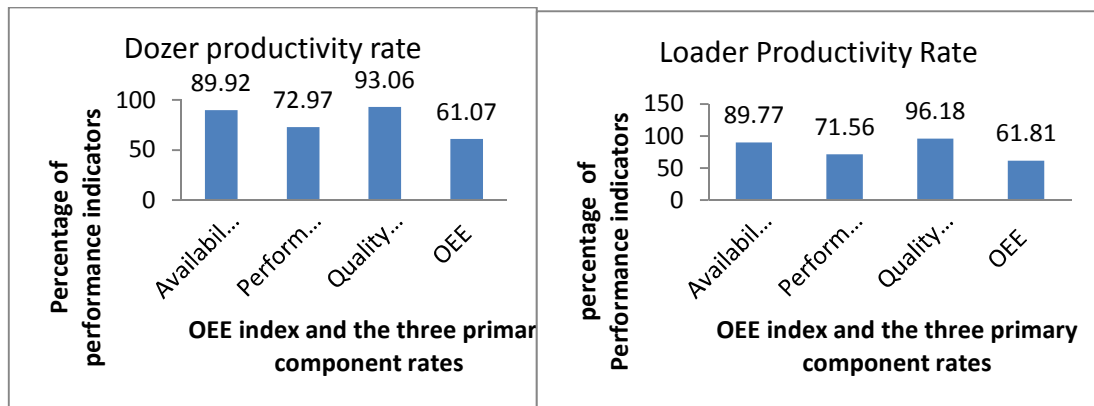 Dozer productivity rate
89.92
72.97
93.06
61.07
100
50
0
Percentage of
performance indicators
Availabil...
Perform...
Quality...
OEE
OEE index and the three primar
component rates
Loader Productivity Rate
89.77
71.56
96.18
61.81
150
100
50
0
percentage of
Performance indicators
Availabil...
Perform...
Quality...
OEE
OEE index and the three primary
component rates